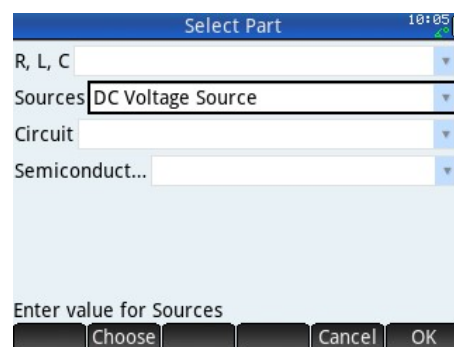 Select Part 10:05
R, L, C
Sources DC Voltage Source
Circuit
Semiconduct...
Enter value for Sources
Choose Cancel OK